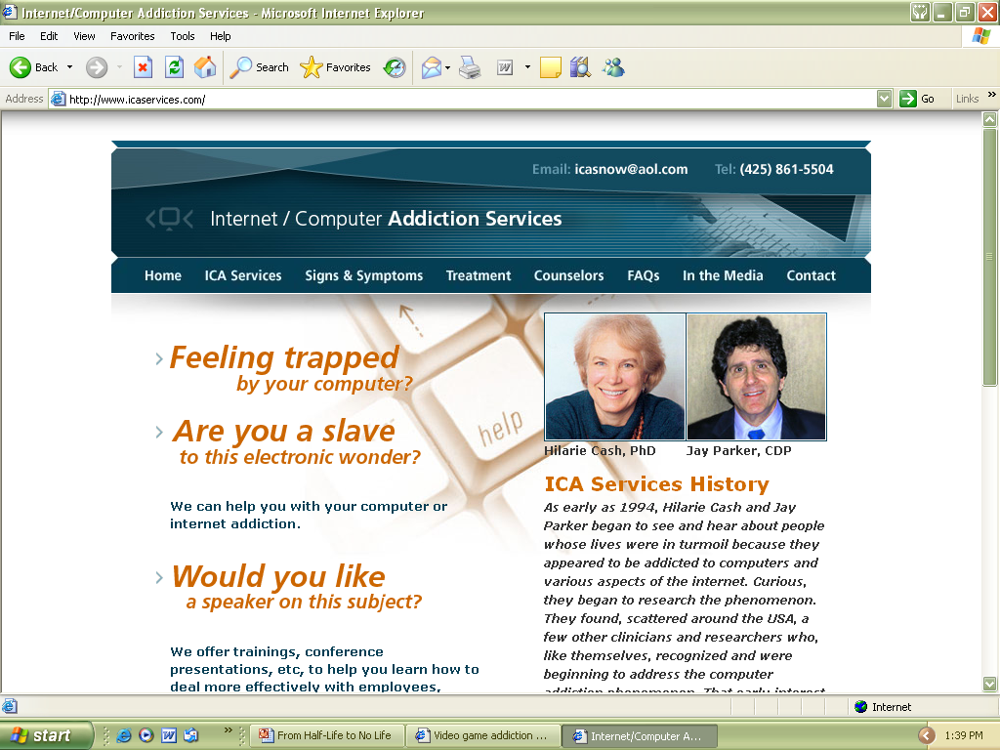 Internet/Computer Addiction Services - Microsoft Internet Explorer
File Edit View Favorites Tools Help
Back Search Favorites
Address http://www.icaservices.com/ Go Links »
Email: icasnow@aol.com Tel: (425) 861-5504
Internet / Computer Addiction Services
Home ICA Services Signs & Symptoms Treatment Counselors FAQs In the Media Contact
Feeling trapped
by your computer?
Are you a slave
to this electronic wonder?
We can help you with your computer or
internet addiction.
Would you like
a speaker on this subject?
We offer trainings, conference
presentations, etc, to help you learn how to
deal more effectively with employees,
help
Hilarie Cash, PhD Jay Parker, CDP
ICA Services History
As early as 1994, Hilarie Cash and Jay
Parker began to see and hear about people
whose lives were in turmoil because they
appeared to be addicted to computers and
various aspects of the internet. Curious,
they began to research the phenomenon.
They found, scattered around the USA, a
few other clinicians and researchers who,
like themselves, recognized and were
beginning to address the computer
addiction phenomenon. That early interest
Internet
start » From Half-Life to No Life Video game addiction ... Internet/Computer A... 1:39 PM